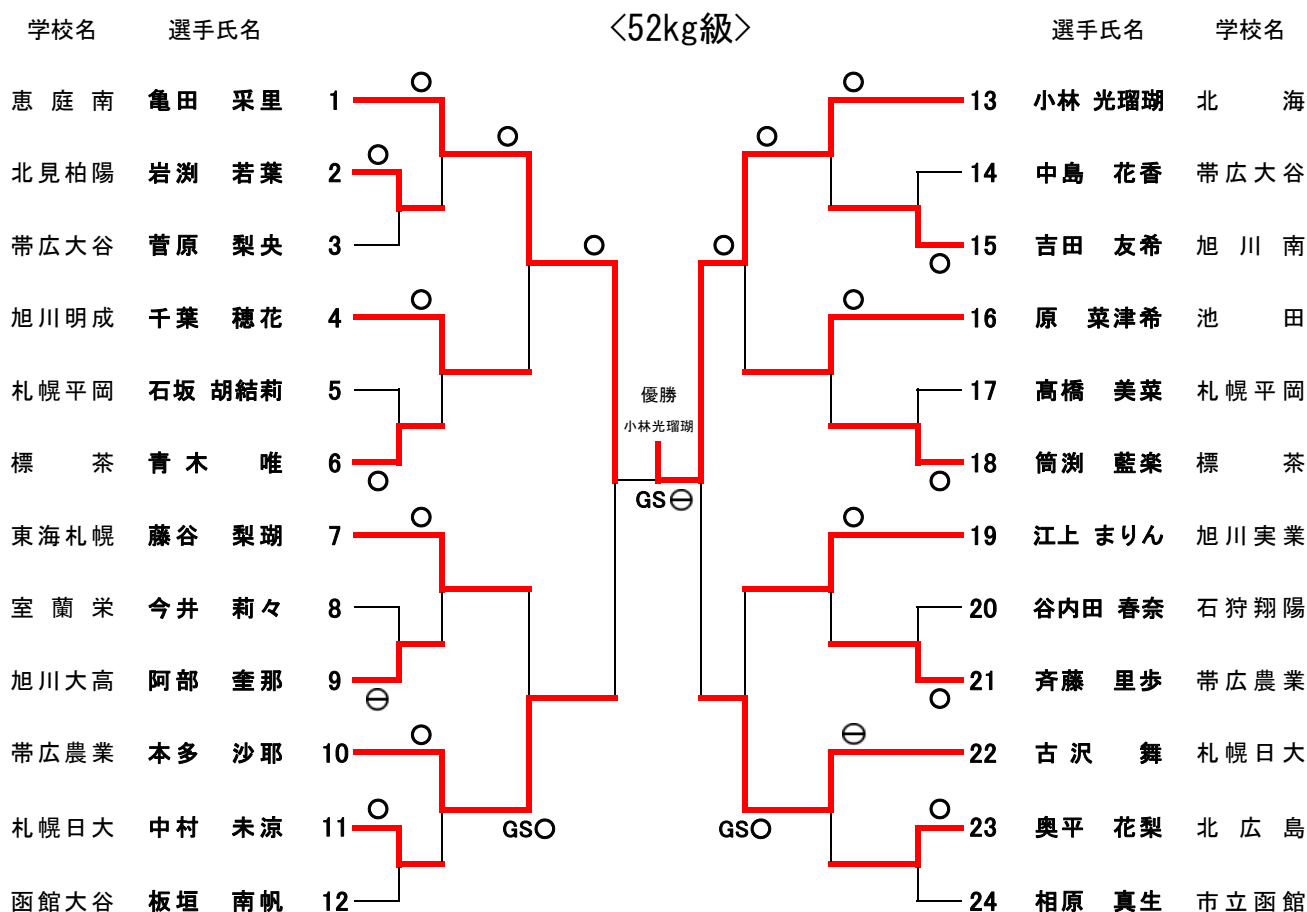 学校名 選手氏名 <52kg級> 選手氏名 学校名
恵庭南 亀田 采里 1 13 小林 光瑠瑚 北海
北見柏陽 岩渕 若葉 2 14 中島 花香 帯広大谷
帯広大谷 菅原 梨央 3 15 吉田 友希 旭川南
旭川明成 千葉 穂花 4 16 原 菜津希 池田
札幌平岡 石坂 胡結莉 5 17 髙橋 美菜 札幌平岡
優勝
小林光瑠瑚
標茶 青木 唯 6 18 筒渕 藍楽 標茶
GS⊖
東海札幌 藤谷 梨瑚 7 19 江上 まりん 旭川実業
室蘭栄 今井 莉々 8 20 谷内田 春奈 石狩翔陽
旭川大高 阿部 奎那 9 21 斉藤 里歩 帯広農業
帯広農業 本多 沙耶 10 22 古沢 舞 札幌日大
札幌日大 中村 未涼 11 GS○ GS○ 23 奥平 花梨 北広島
函館大谷 板垣 南帆 12 24 相原 真生 市立函館